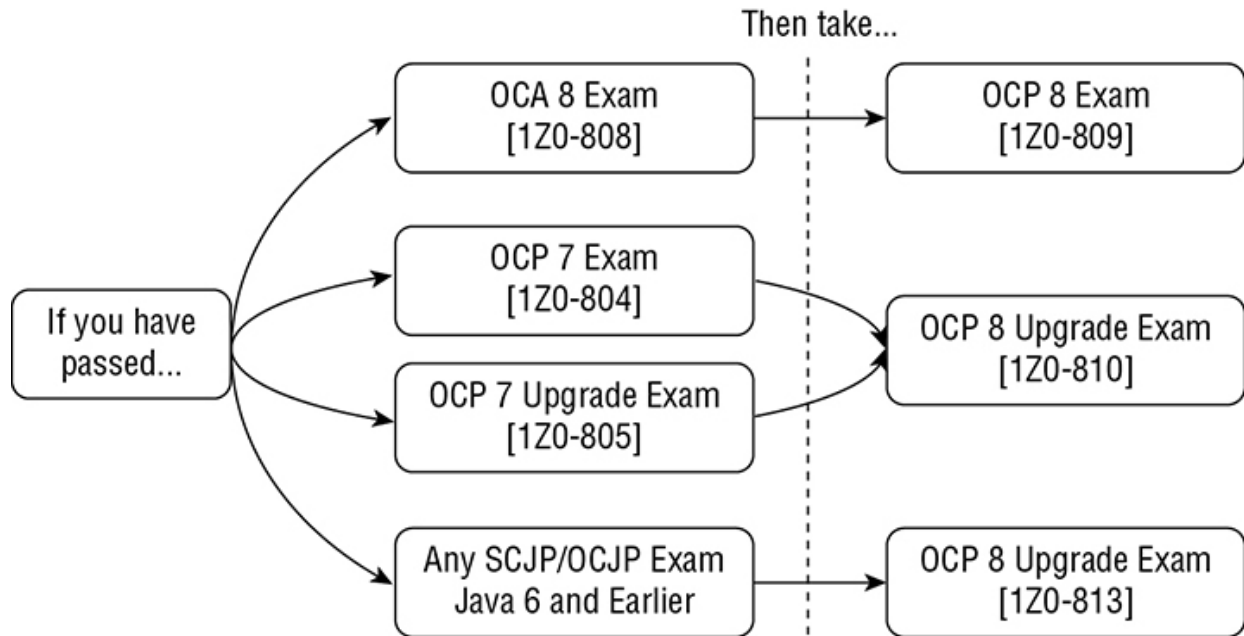 Then take...
If you have
passed...
OCA 8 Exam
[1Z0-808]
OCP 8 Exam
[1Z0-809]
OCP 7 Exam
[1Z0-804]
OCP 7 Upgrade Exam
[1Z0-805]
OCP 8 Upgrade Exam
[1Z0-810]
Any SCJP/OCJP Exam
Java 6 and Earlier
OCP 8 Upgrade Exam
[1Z0-813]